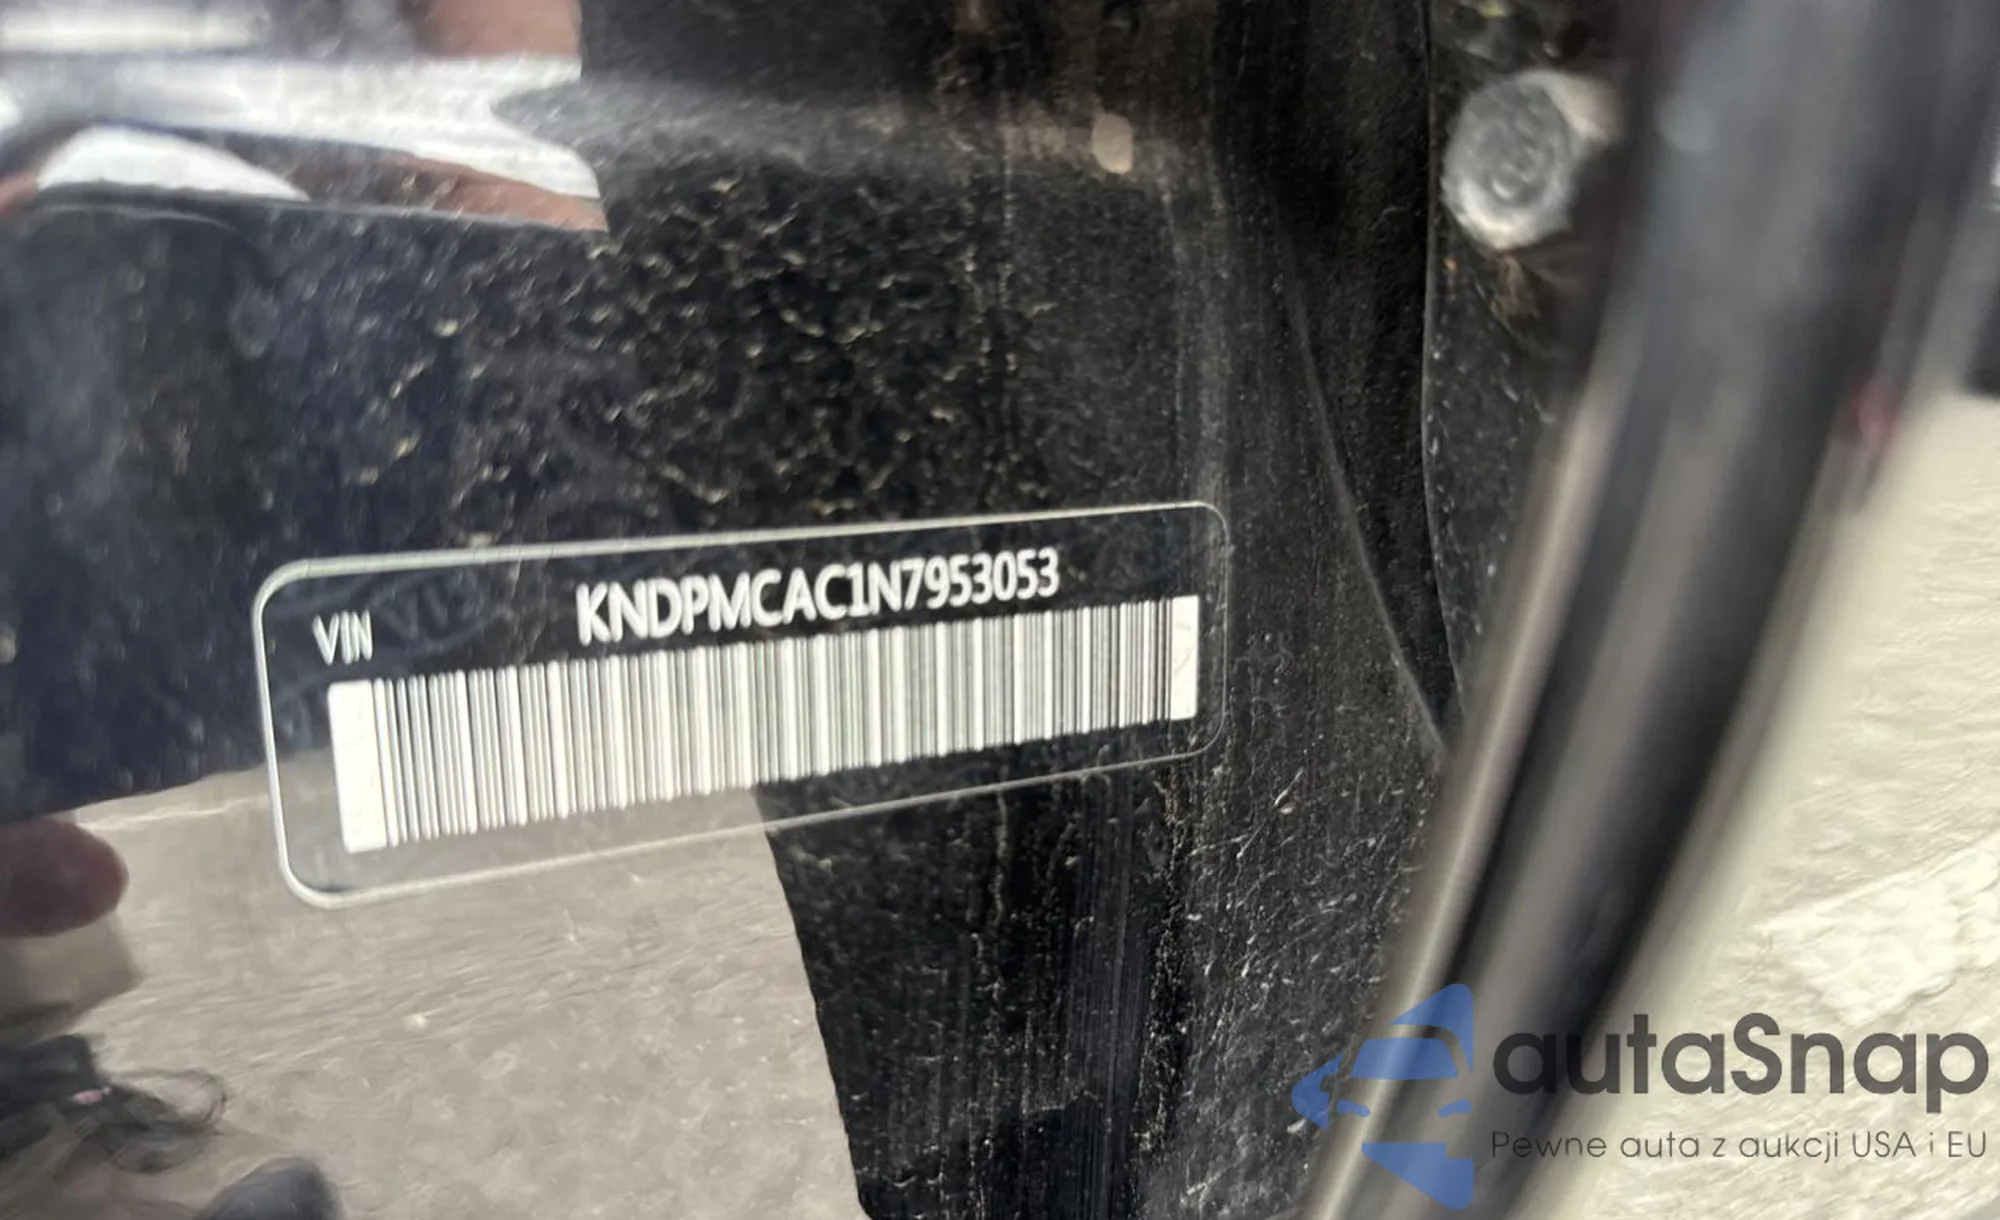 VIN
KNDPMCAC1N7953053
autaSnap
Pewne auta z aukcji USA i EU